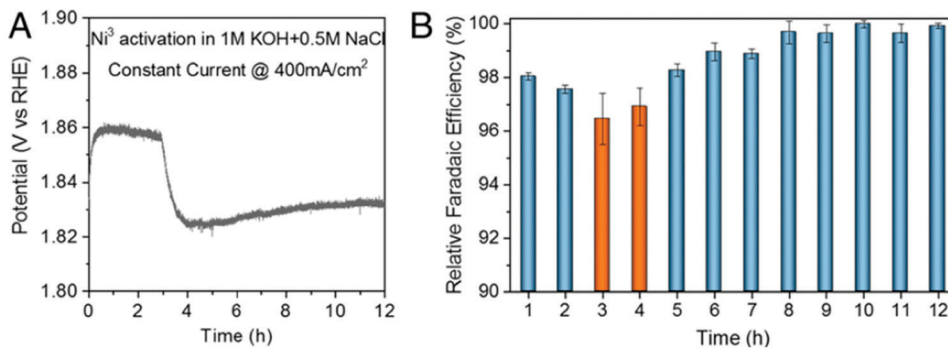 A
Ni³ activation in 1M KOH+0.5M NaCl
Constant Current @ 400mA/cm²
Potential (V vs RHE)
1.90
1.88
1.86
1.84
1.82
1.80
0 2 4 6 8 10 12
Time (h)
B
Relative Faradaic Efficiency (%)
100
98
96
94
92
90
1 2 3 4 5 6 7 8 9 10 11 12
Time (h)